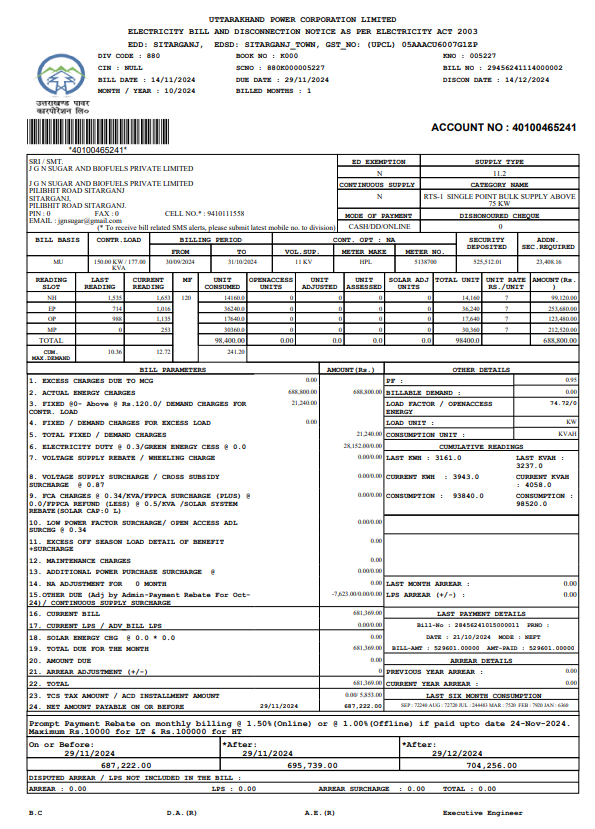 UTTARAKHAND POWER CORPORATION LIMITED
ELECTRICITY BILL AND DISCONNECTION NOTICE AS PER ELECTRICITY ACT 2003
EDD: SITARGANJ, EDSD: SITARGANJ_TOWN, GST_NO: (UPCL) 05AAACU6007G1ZP
DIV CODE : 880 BOOK NO : K000 KNO : 005227
CIN : NULL SCNO : 880K000005227 BILL NO : 29456241114000002
BILL DATE : 14/11/2024 DUE DATE : 29/11/2024 DISCON DATE : 14/12/2024
MONTH / YEAR : 10/2024 BILLED MONTHS : 1
उत्तराखण्ड पावर
कारपोरेशन लि०
ACCOUNT NO : 40100465241
*40100465241*
SRI / SMT.
J G N SUGAR AND BIOFUELS PRIVATE LIMITED
J G N SUGAR AND BIOFUELS PRIVATE LIMITED
PILIBHIT ROAD SITARGANJ
SITARGANJ,
PILIBHIT ROAD SITARGANJ.
PIN : 0 FAX : 0 CELL NO.* : 9410111558
EMAIL : jgnsugar@gmail.com
(* To receive bill related SMS alerts, please submit latest mobile no. to division)
ED EXEMPTION SUPPLY TYPE
N 11.2
CONTINUOUS SUPPLY CATEGORY NAME
N RTS-1 SINGLE POINT BULK SUPPLY ABOVE 75 KW
MODE OF PAYMENT DISHONOURED CHEQUE
CASH/DD/ONLINE 0
BILL BASIS CONTR.LOAD BILLING PERIOD CONT. OPT : NA SECURITY DEPOSITED ADDN. SEC.REQUIRED
FROM TO VOL.SUP. METER MAKE METER NO.
MU 150.00 KW / 177.00 KVA 30/09/2024 31/10/2024 11 KV HPL 5138700 525,512.01 23,408.16
READING SLOT LAST READING CURRENT READING MF UNIT CONSUMED OPENACCESS UNITS UNIT ADJUSTED UNIT ASSESSED SOLAR ADJ UNITS TOTAL UNIT UNIT RATE RS./UNIT AMOUNT(Rs. )
NH 1,535 1,653 120 14160.0 0 0 0 0 14,160 7 99,120.00
EP 714 1,016 36240.0 0 0 0 0 36,240 7 253,680.00
OP 988 1,135 17640.0 0 0 0 0 17,640 7 123,480.00
MP 0 253 30360.0 0 0 0 0 30,360 7 212,520.00
TOTAL 98,400.00 0.00 0.0 0.0 0.0 98400.0 688,800.00
CUM. MAX.DEMAND 10.36 12.72 241.20
BILL PARAMETERS AMOUNT(Rs.) OTHER DETAILS
1. EXCESS CHARGES DUE TO MCG 0.00 PF : 0.95
2. ACTUAL ENERGY CHARGES 688,800.00 688,800.00 BILLABLE DEMAND : 0.00
3. FIXED @0- Above @ Rs.120.0/ DEMAND CHARGES FOR CONTR. LOAD 21,240.00 LOAD FACTOR / OPENACCESS ENERGY 74.72/0
4. FIXED / DEMAND CHARGES FOR EXCESS LOAD 0.00 LOAD UNIT : KW
5. TOTAL FIXED / DEMAND CHARGES 21,240.00 CONSUMPTION UNIT : KVAH
6. ELECTRICITY DUTY @ 0.3/GREEN ENERGY CESS @ 0.0 28,152.00/0.00 CUMULATIVE READINGS
7. VOLTAGE SUPPLY REBATE / WHEELING CHARGE 0.00/0.00 LAST KWH : 3161.0 LAST KVAH : 3237.0
8. VOLTAGE SUPPLY SURCHARGE / CROSS SUBSIDY SURCHARGE @ 0.87 0.00/0.00 CURRENT KWH : 3943.0 CURRENT KVAH : 4058.0
9. FCA CHARGES @ 0.34/KVA/FPPCA SURCHARGE (PLUS) @ 0.0/FPPCA REFUND (LESS) @ 0.5/KVA /SOLAR SYSTEM REBATE(SOLAR CAP:0 L) 0.00/0.00/0.00 CONSUMPTION : 93840.0 CONSUMPTION : 98520.0
10. LOW POWER FACTOR SURCHARGE/ OPEN ACCESS ADL SURCHG @ 0.34 0.00/0.00
11. EXCESS OFF SEASON LOAD DETAIL OF BENEFIT +SURCHARGE 0.00/0.00
12. MAINTENANCE CHARGES 0.00
13. ADDITIONAL POWER PURCHASE SURCHARGE @ 0.00/0.00
14. NA ADJUSTMENT FOR 0 MONTH 0.00 LAST MONTH ARREAR : 0.00
15.OTHER DUE (Adj by Admin-Payment Rebate For Oct-24)/ CONTINUOUS SUPPLY SURCHARGE -7,623.00/0.00/0.00 LPS ARREAR (+/-) : 0.00
16. CURRENT BILL 681,369.00 LAST PAYMENT DETAILS
17. CURRENT LPS / ADV BILL LPS 0.00/0.00 Bill-No : 28456241015000011 PRNO :
18. SOLAR ENERGY CHG @ 0.0 * 0.0 0.00 DATE : 21/10/2024 MODE : NEFT
19. TOTAL DUE FOR THE MONTH 681,369.00 BILL-AMT : 529601.00000 AMT-PAID : 529601.00000
20. AMOUNT DUE 0.00 ARREAR DETAILS
21. ARREAR ADJUSTMENT (+/-) 0 PREVIOUS YEAR ARREAR : 0.00
22. TOTAL 681,369.00 CURRENT YEAR ARREAR : 0.00
23. TCS TAX AMOUNT / ACD INSTALLMENT AMOUNT 0.00/ 5,853.00 LAST SIX MONTH CONSUMPTION
24. NET AMOUNT PAYABLE ON OR BEFORE 29/11/2024 687,222.00 SEP : 72240 AUG : 72720 JUL : 244483 MAR : 7520 FEB : 7920 JAN : 6360
Prompt Payment Rebate on monthly billing @ 1.50%(Online) or @ 1.00%(Offline) if paid upto date 24-Nov-2024.
Maximum Rs.10000 for LT & Rs.100000 for HT
On or Before: *After: *After:
29/11/2024 29/11/2024 29/12/2024
687,222.00 695,739.00 704,256.00
DISPUTED ARREAR / LPS NOT INCLUDED IN THE BILL :
ARREAR : 0.00 LPS : 0.00 ARREAR SURCHARGE : 0.00 TOTAL : 0.00
B.C D.A.(R) A.E.(R) Executive Engineer